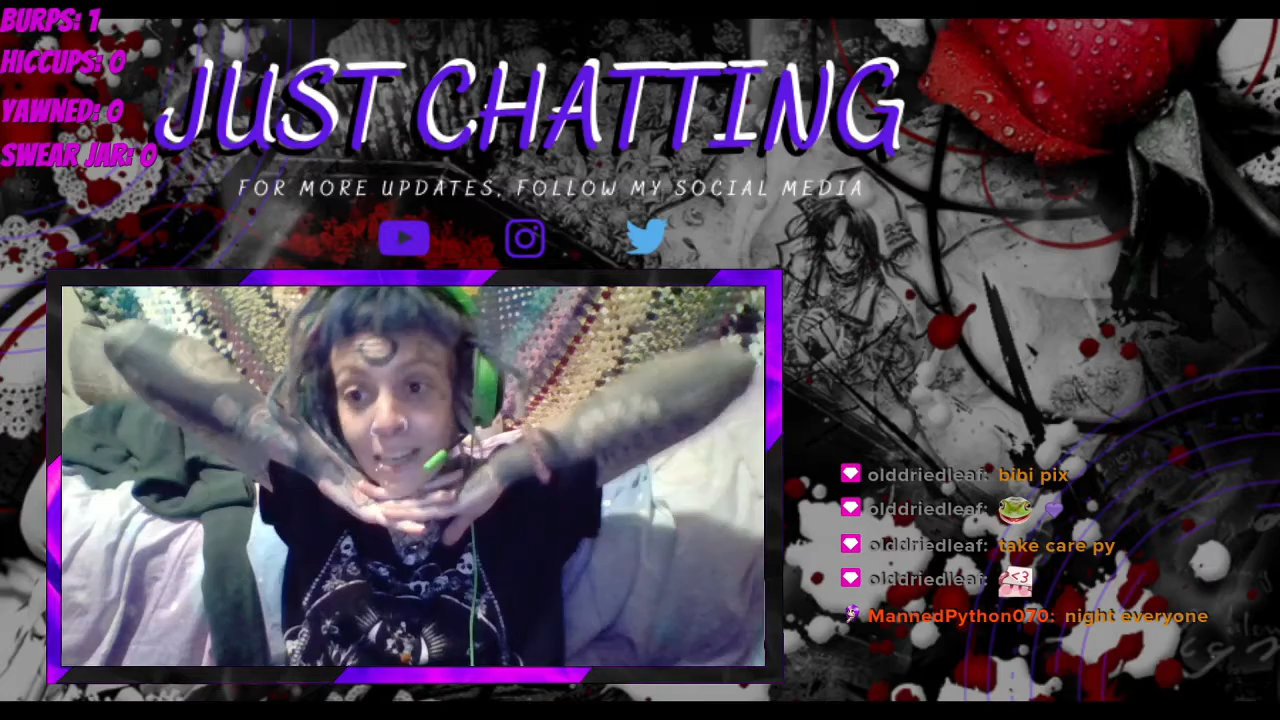 BURPS: 1
HICCUPS: 0
YAWNED: 0
SWEAR JAR: 0
JUST CHATTING
FOR MORE UPDATES, FOLLOW MY SOCIAL MEDIA
olddriedleaf: bibi pix
olddriedleaf:
olddriedleaf: take care py
olddriedleaf: <3
MannedPython070: night everyone